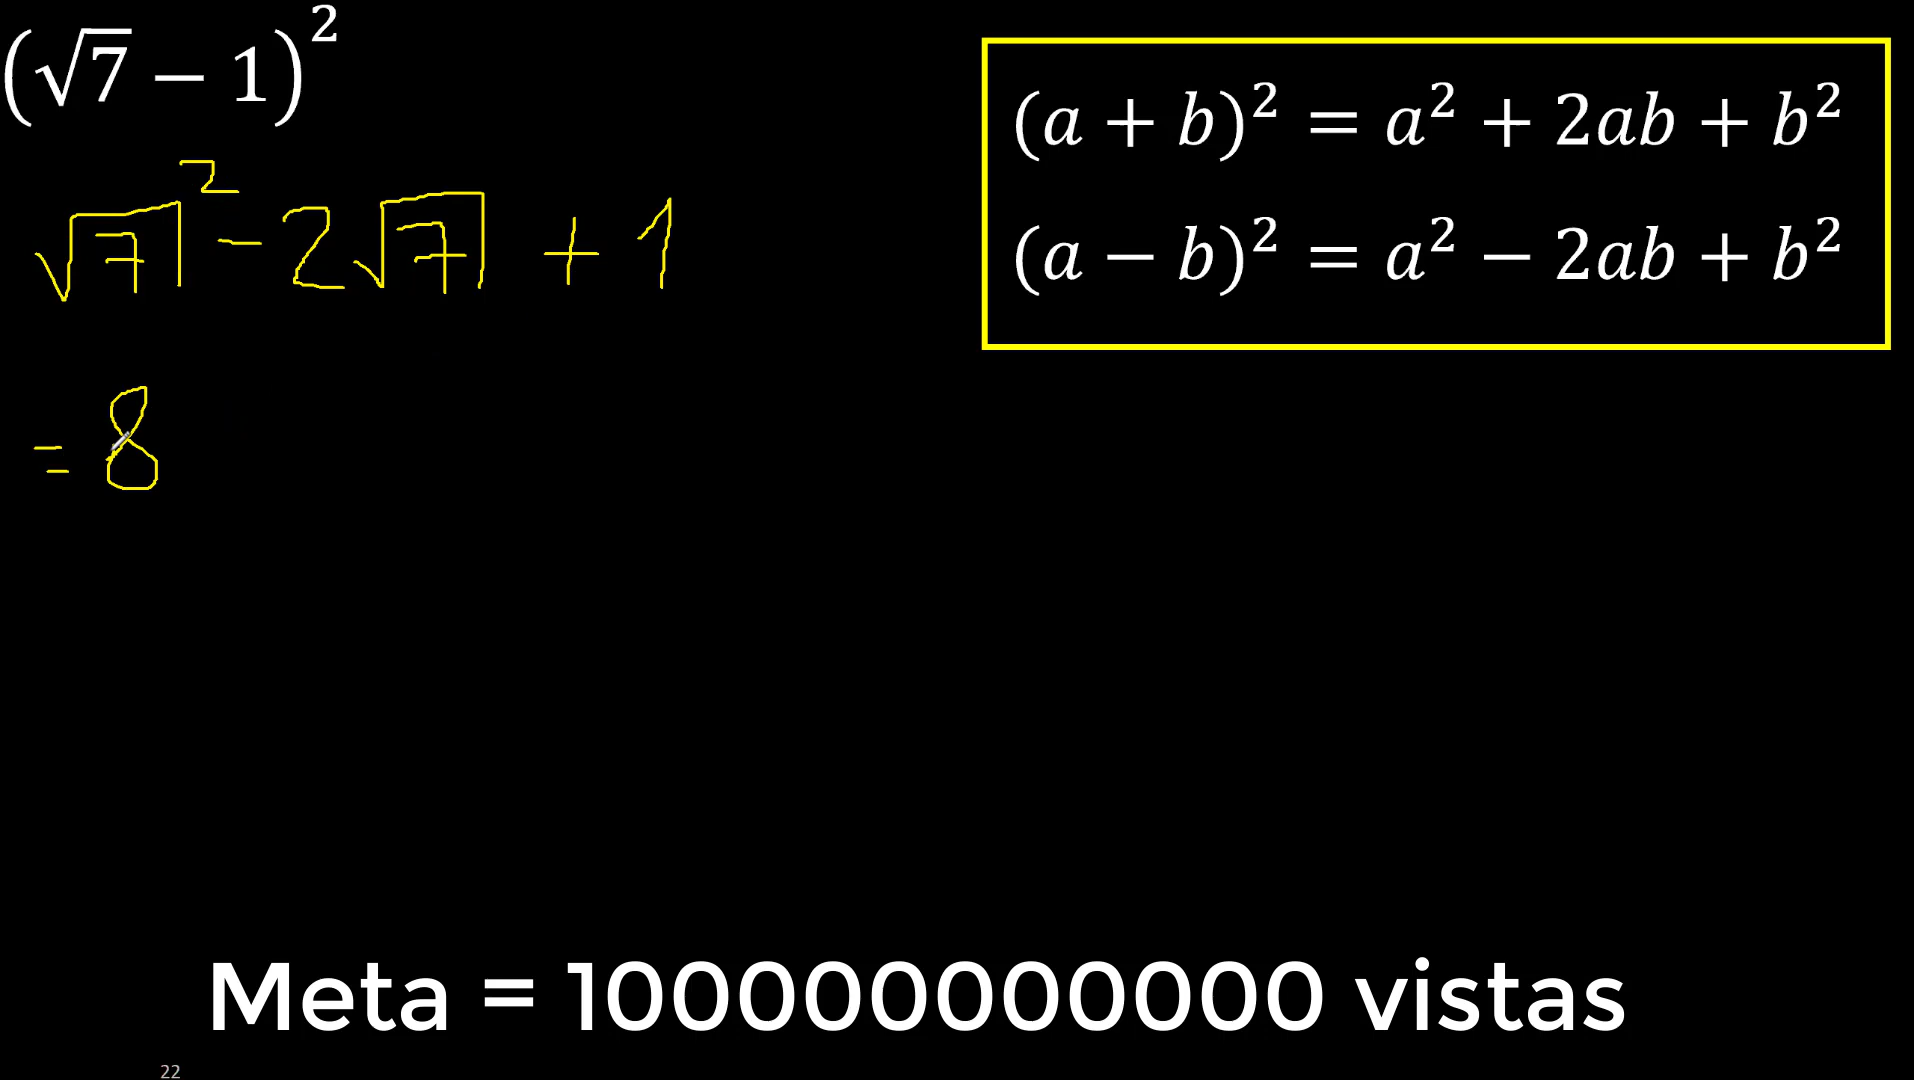 (√7 − 1)²
(a + b)² = a² + 2ab + b²
(a − b)² = a² − 2ab + b²
√7² − 2√7 + 1
= 8
Meta = 100000000000 vistas
22